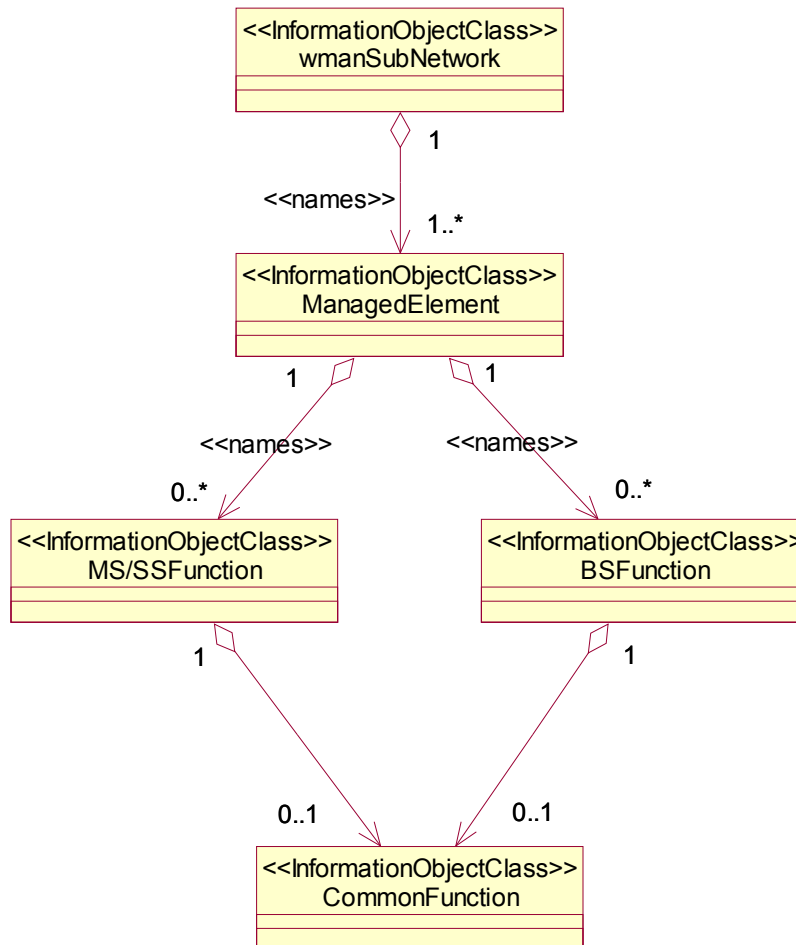 <<InformationObjectClass>>
wmanSubNetwork
1
<<names>>
1..*
<<InformationObjectClass>>
ManagedElement
1
1
<<names>>
<<names>>
0..*
0..*
<<InformationObjectClass>>
MS/SSFunction
<<InformationObjectClass>>
BSFunction
1
1
0..1
0..1
<<InformationObjectClass>>
CommonFunction